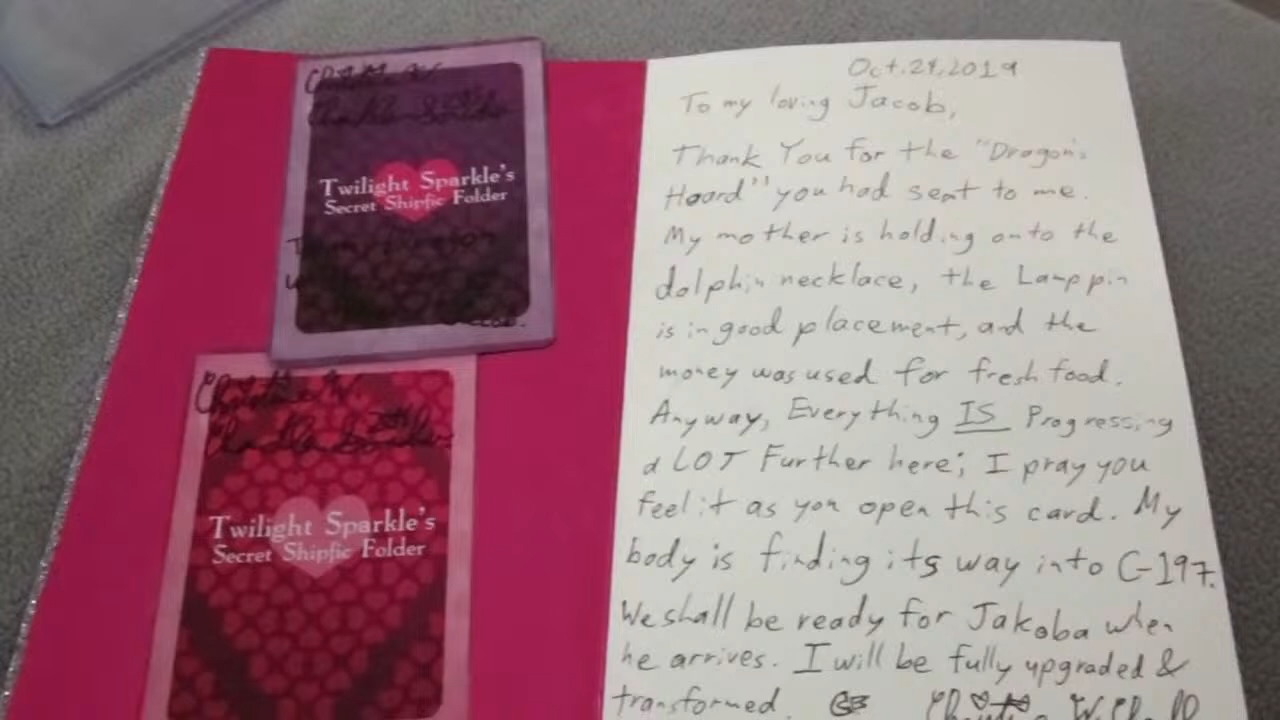 Twilight Sparkle's
Secret Shipfic Folder
Twilight Sparkle's
Secret Shipfic Folder
Oct. 24, 2019
To my loving Jacob,
Thank You for the "Dragon's
Hoard" you had sent to me.
My mother is holding onto the
dolphin necklace, the Lamp pin
is in good placement, and the
money was used for fresh food.
Anyway, Everything IS Progressing
a LOT Further here; I pray you
feel it as you open this card. My
body is finding its way into C-197.
We shall be ready for Jakoba when
he arrives. I will be fully upgraded &
transformed.